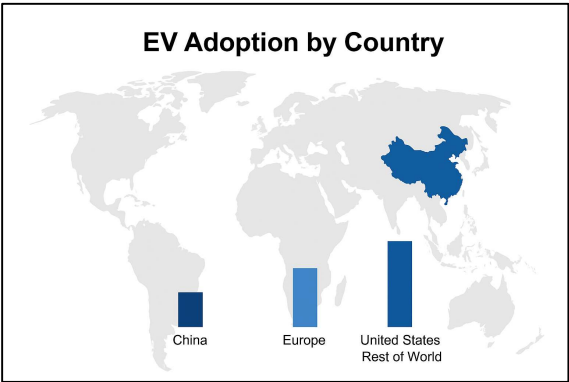 EV Adoption by Country
China
Europe
United States
Rest of World